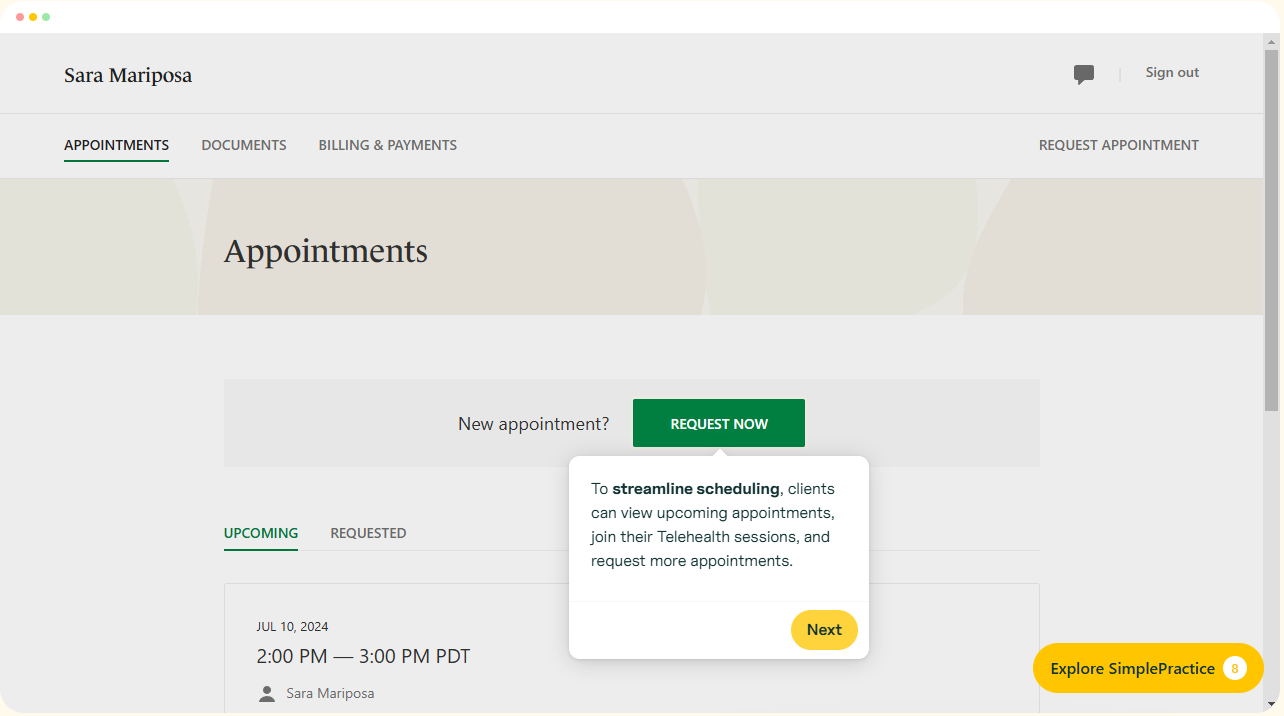 Sara Mariposa
Sign out
APPOINTMENTS DOCUMENTS BILLING & PAYMENTS REQUEST APPOINTMENT
Appointments
New appointment? REQUEST NOW
To streamline scheduling, clients
can view upcoming appointments,
join their Telehealth sessions, and
request more appointments.
Next
UPCOMING REQUESTED
JUL 10, 2024
2:00 PM — 3:00 PM PDT
Sara Mariposa
Explore SimplePractice 8